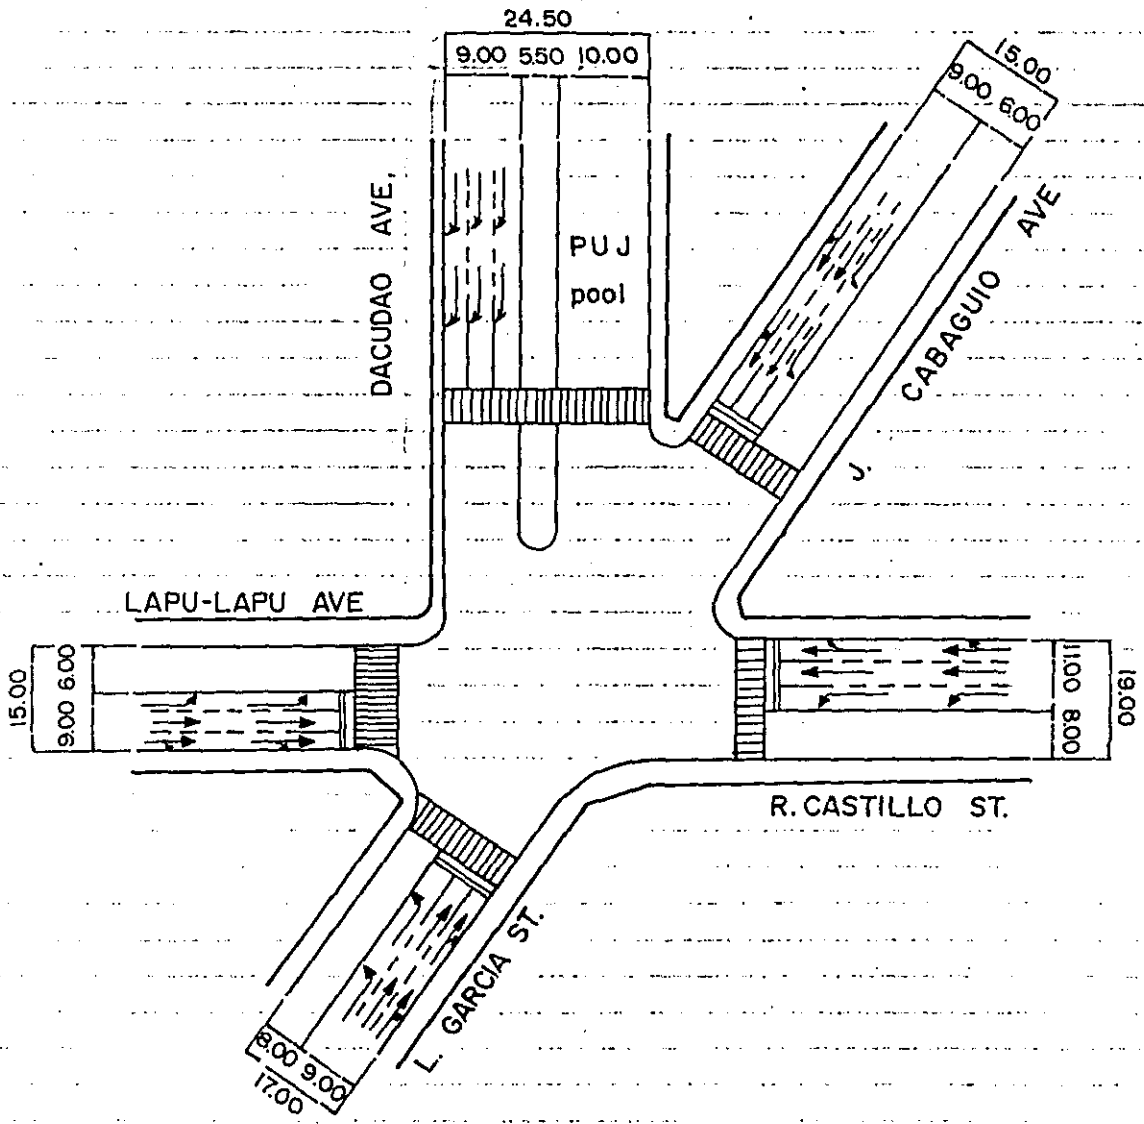 24.50
9.00 5.50 10.00
15.00
9.00 6.00
DACUDAO AVE,
PUJ
pool
J. CABAGUIO AVE
LAPU-LAPU AVE
15.00
9.00 6.00
11.00 8.00
19.00
R. CASTILLO ST.
L. GARCIA ST.
8.00 9.00
17.00